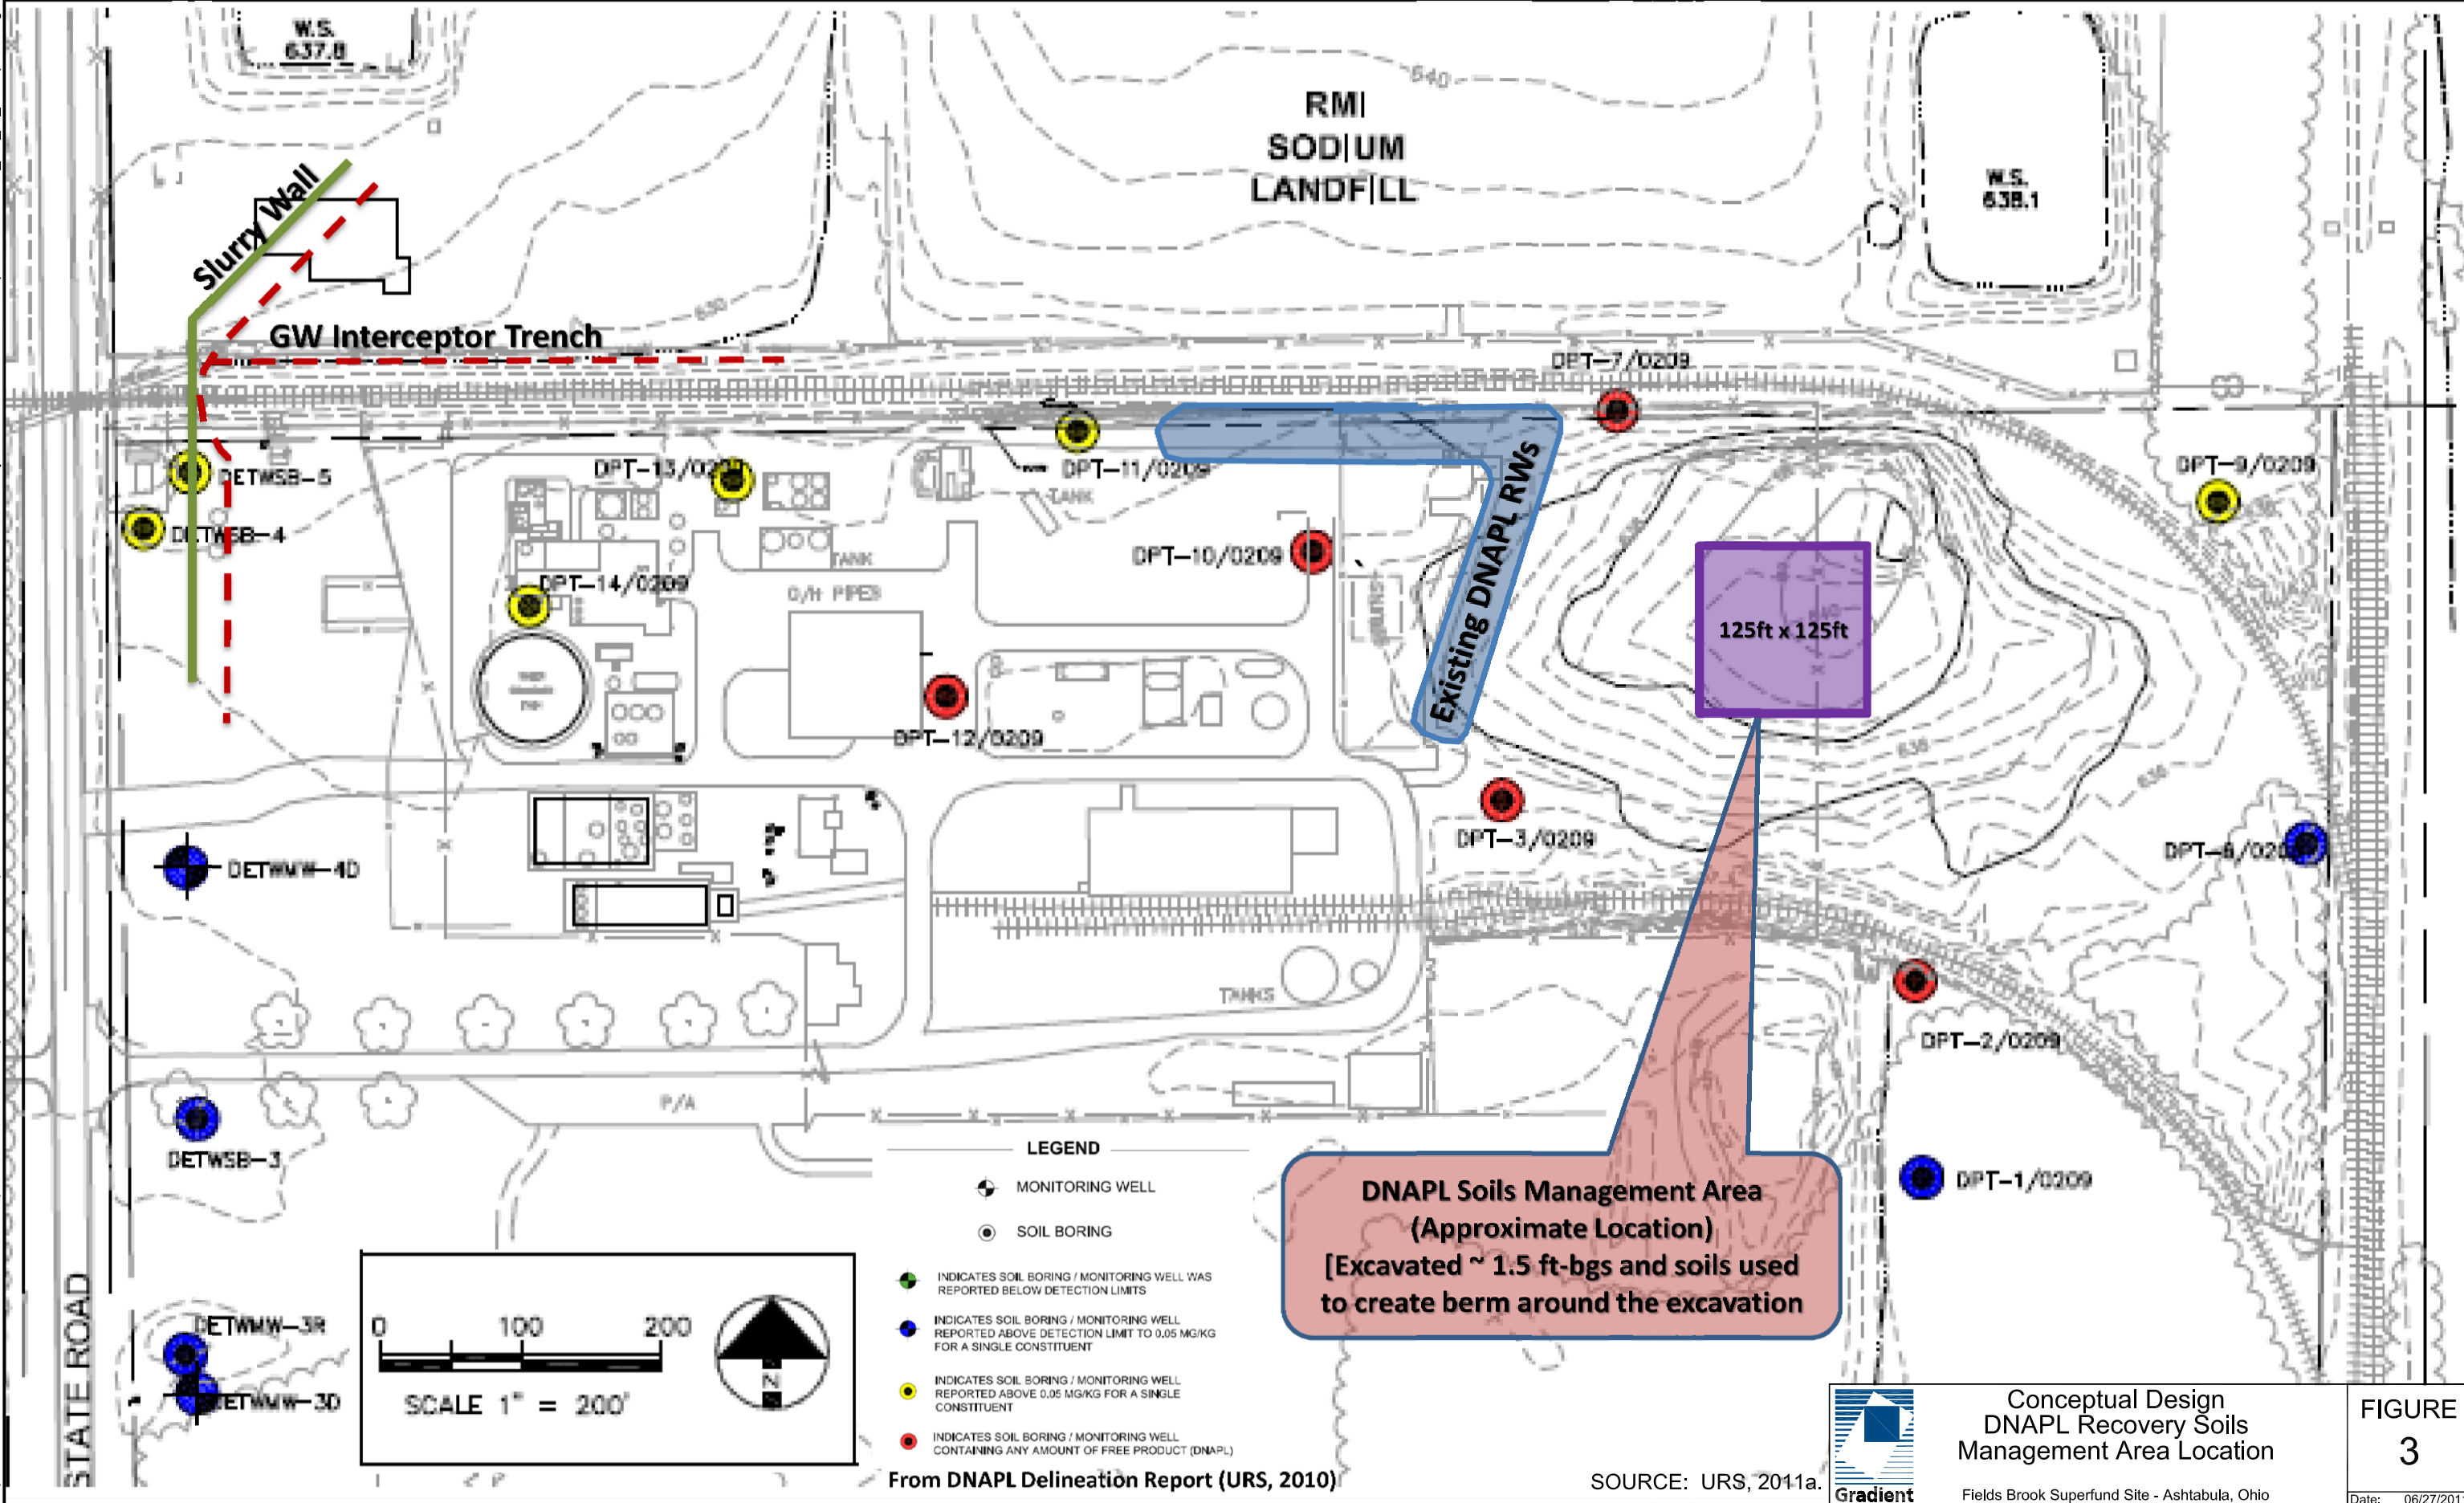 W.S.
637.8
640
RMI
SODIUM
LANDFILL
W.S.
638.1
Slurry Wall
630
GW Interceptor Trench
DPT-7/0209
DETWSB-5
DPT-13/02
DPT-11/0209
DPT-9/0209
TANK
DETWSB-4
TANK
DPT-10/0209
Existing DNAPL RWs
DPT-14/0209
O/H PIPES
125ft x 125ft
DPT-12/0209
636
636
DPT-3/0209
DETWMW-4D
TANKS
DPT-2/0209
P/A
DETWSB-3
DPT-1/0209
LEGEND
MONITORING WELL
SOIL BORING
INDICATES SOIL BORING / MONITORING WELL WAS
REPORTED BELOW DETECTION LIMITS
INDICATES SOIL BORING / MONITORING WELL
REPORTED ABOVE DETECTION LIMIT TO 0.05 MG/KG
FOR A SINGLE CONSTITUENT
INDICATES SOIL BORING / MONITORING WELL
REPORTED ABOVE 0.05 MG/KG FOR A SINGLE
CONSTITUENT
INDICATES SOIL BORING / MONITORING WELL
CONTAINING ANY AMOUNT OF FREE PRODUCT (DNAPL)
From DNAPL Delineation Report (URS, 2010)
DNAPL Soils Management Area
(Approximate Location)
[Excavated ~ 1.5 ft-bgs and soils used
to create berm around the excavation
STATE ROAD
DETWMW-3R
DETWMW-3D
0 100 200
SCALE 1" = 200'
N
SOURCE: URS, 2011a.
Gradient
Conceptual Design
DNAPL Recovery Soils
Management Area Location
Fields Brook Superfund Site - Ashtabula, Ohio
FIGURE
3
Date: 06/27/201